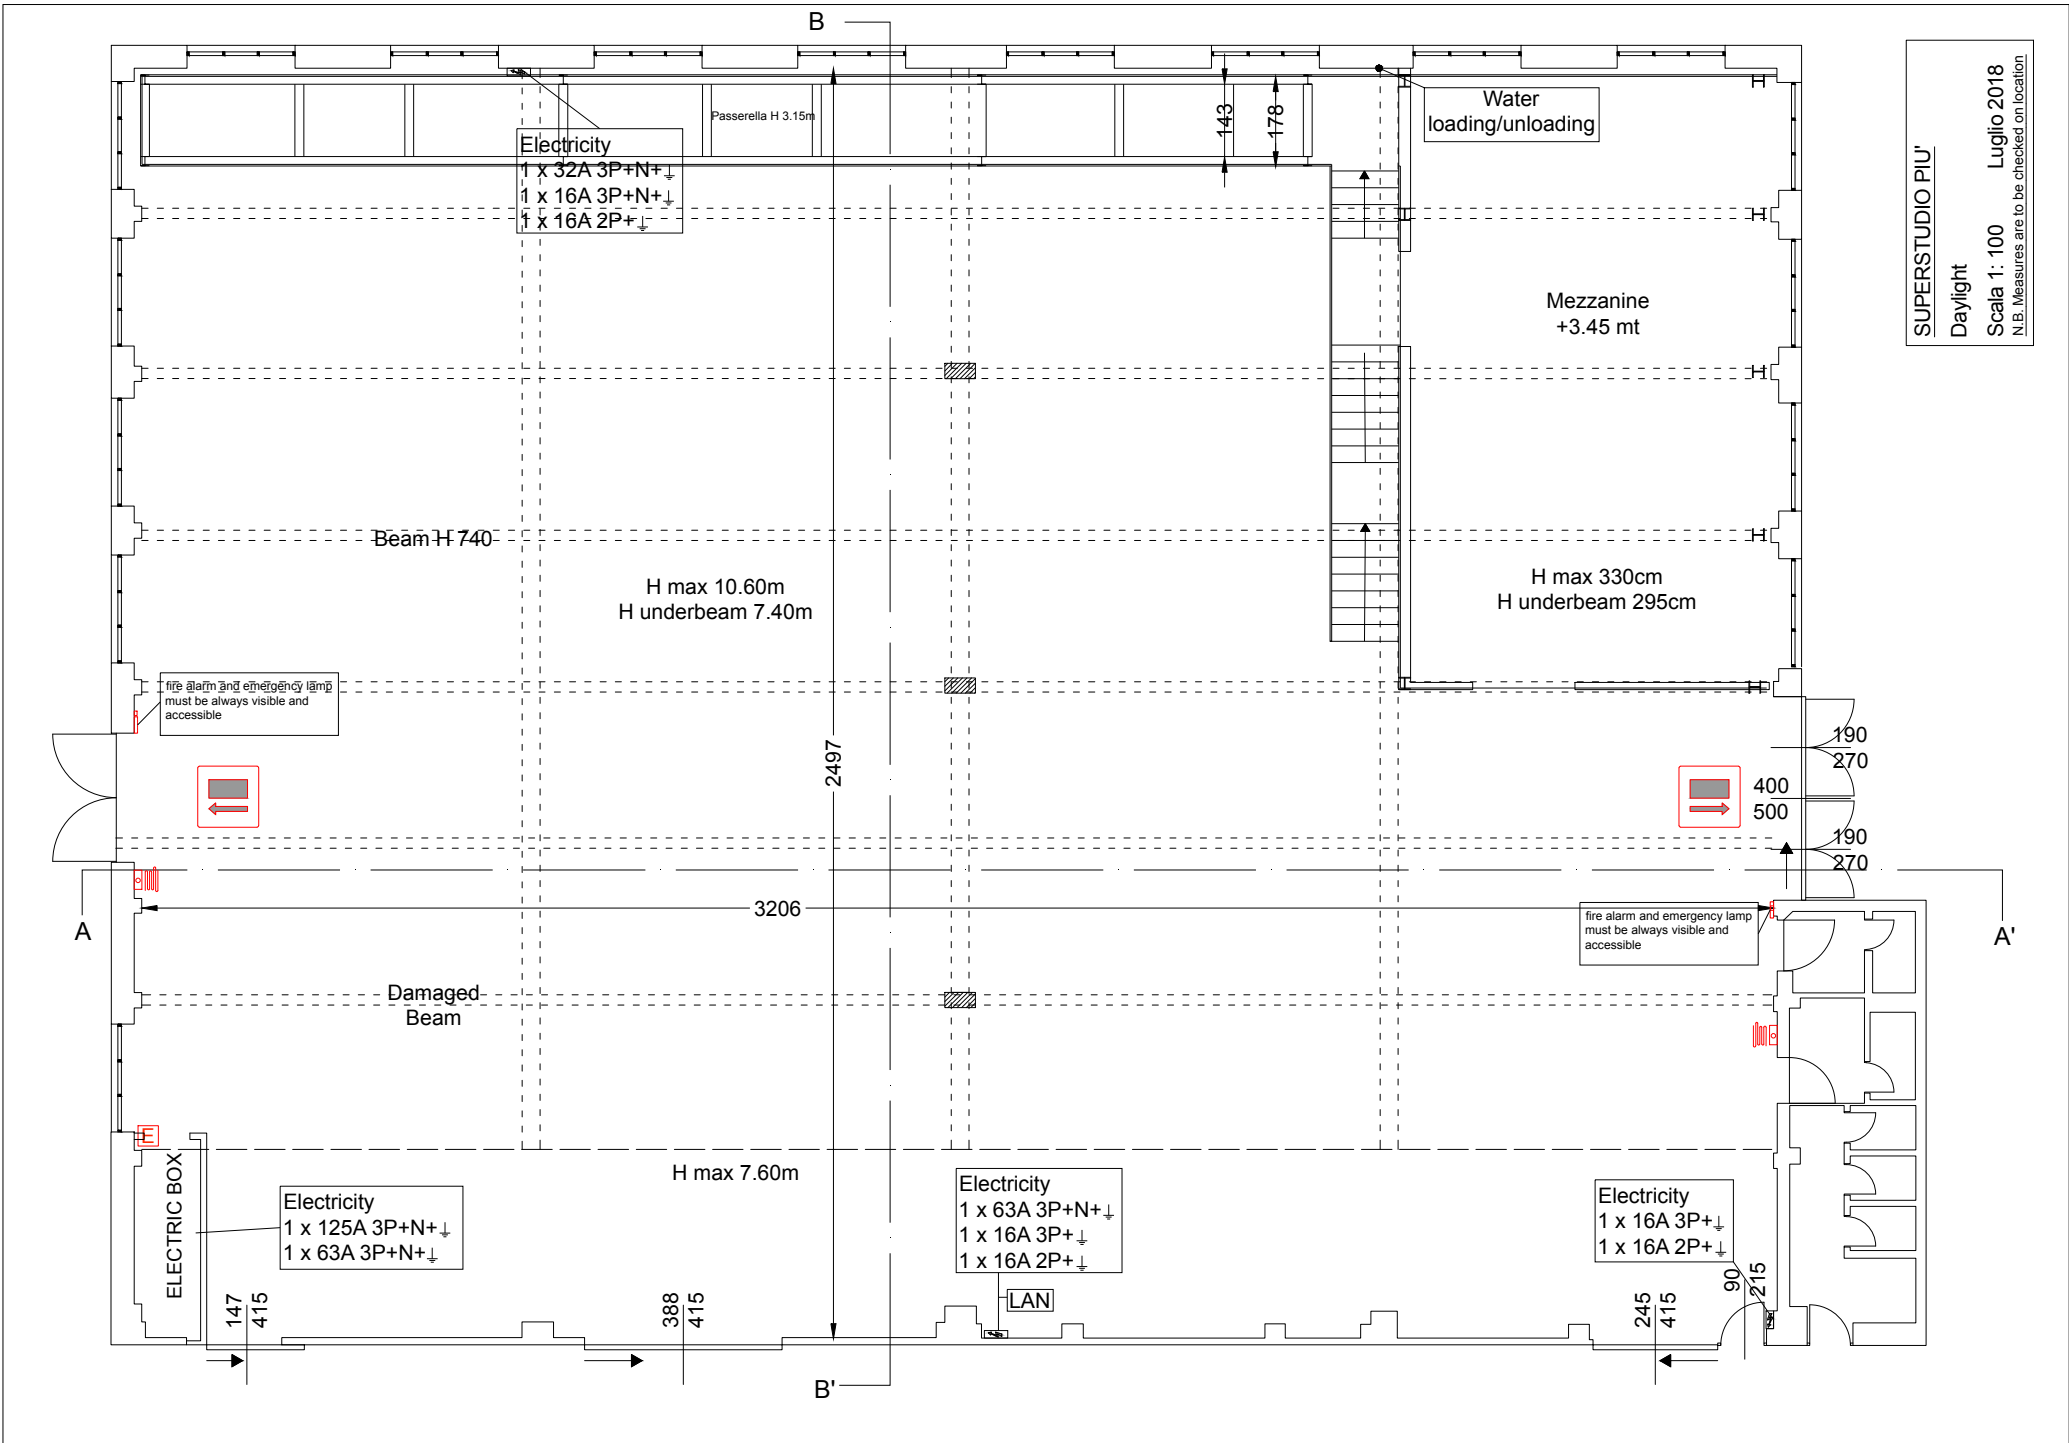 B
Passerella H 3.15m
143
178
Water
loading/unloading
Electricity
1 x 32A 3P+N+⏚
1 x 16A 3P+N+⏚
1 x 16A 2P+⏚
SUPERSTUDIO PIU'
Daylight
Scala 1: 100 Luglio 2018
N.B. Measures are to be checked on location
Mezzanine
+3.45 mt
Beam H 740
H max 10.60m
H underbeam 7.40m
H max 330cm
H underbeam 295cm
fire alarm and emergency lamp
must be always visible and
accessible
2497
190
270
400
500
190
270
3206
A
A'
fire alarm and emergency lamp
must be always visible and
accessible
Damaged
Beam
E
ELECTRIC BOX
H max 7.60m
Electricity
1 x 125A 3P+N+⏚
1 x 63A 3P+N+⏚
Electricity
1 x 63A 3P+N+⏚
1 x 16A 3P+⏚
1 x 16A 2P+⏚
LAN
Electricity
1 x 16A 3P+⏚
1 x 16A 2P+⏚
147
415
388
415
245
415
90
215
B'